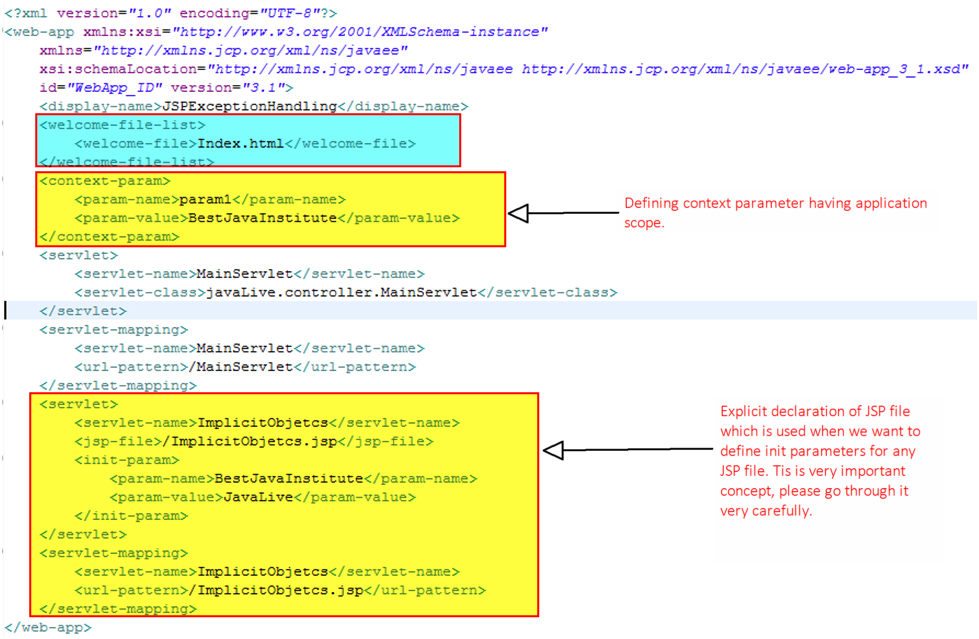 <?xml version="1.0" encoding="UTF-8"?>
<web-app xmlns:xsi="http://www.w3.org/2001/XMLSchema-instance"
xmlns="http://xmlns.jcp.org/xml/ns/javaee"
xsi:schemaLocation="http://xmlns.jcp.org/xml/ns/javaee http://xmlns.jcp.org/xml/ns/javaee/web-app_3_1.xsd"
id="WebApp_ID" version="3.1">
<display-name>JSPExceptionHandling</display-name>
<welcome-file-list>
<welcome-file>Index.html</welcome-file>
</welcome-file-list>
<context-param>
<param-name>param1</param-name>
<param-value>BestJavaInstitute</param-value>
</context-param>
Defining context parameter having application
scope.
<servlet>
<servlet-name>MainServlet</servlet-name>
<servlet-class>javaLive.controller.MainServlet</servlet-class>
</servlet>
<servlet-mapping>
<servlet-name>MainServlet</servlet-name>
<url-pattern>/MainServlet</url-pattern>
</servlet-mapping>
<servlet>
<servlet-name>ImplicitObjetcs</servlet-name>
<jsp-file>/ImplicitObjetcs.jsp</jsp-file>
<init-param>
<param-name>BestJavaInstitute</param-name>
<param-value>JavaLive</param-value>
</init-param>
</servlet>
<servlet-mapping>
<servlet-name>ImplicitObjetcs</servlet-name>
<url-pattern>/ImplicitObjetcs.jsp</url-pattern>
</servlet-mapping>
Explicit declaration of JSP file
which is used when we want to
define init parameters for any
JSP file. Tis is very important
concept, please go through it
very carefully.
</web-app>